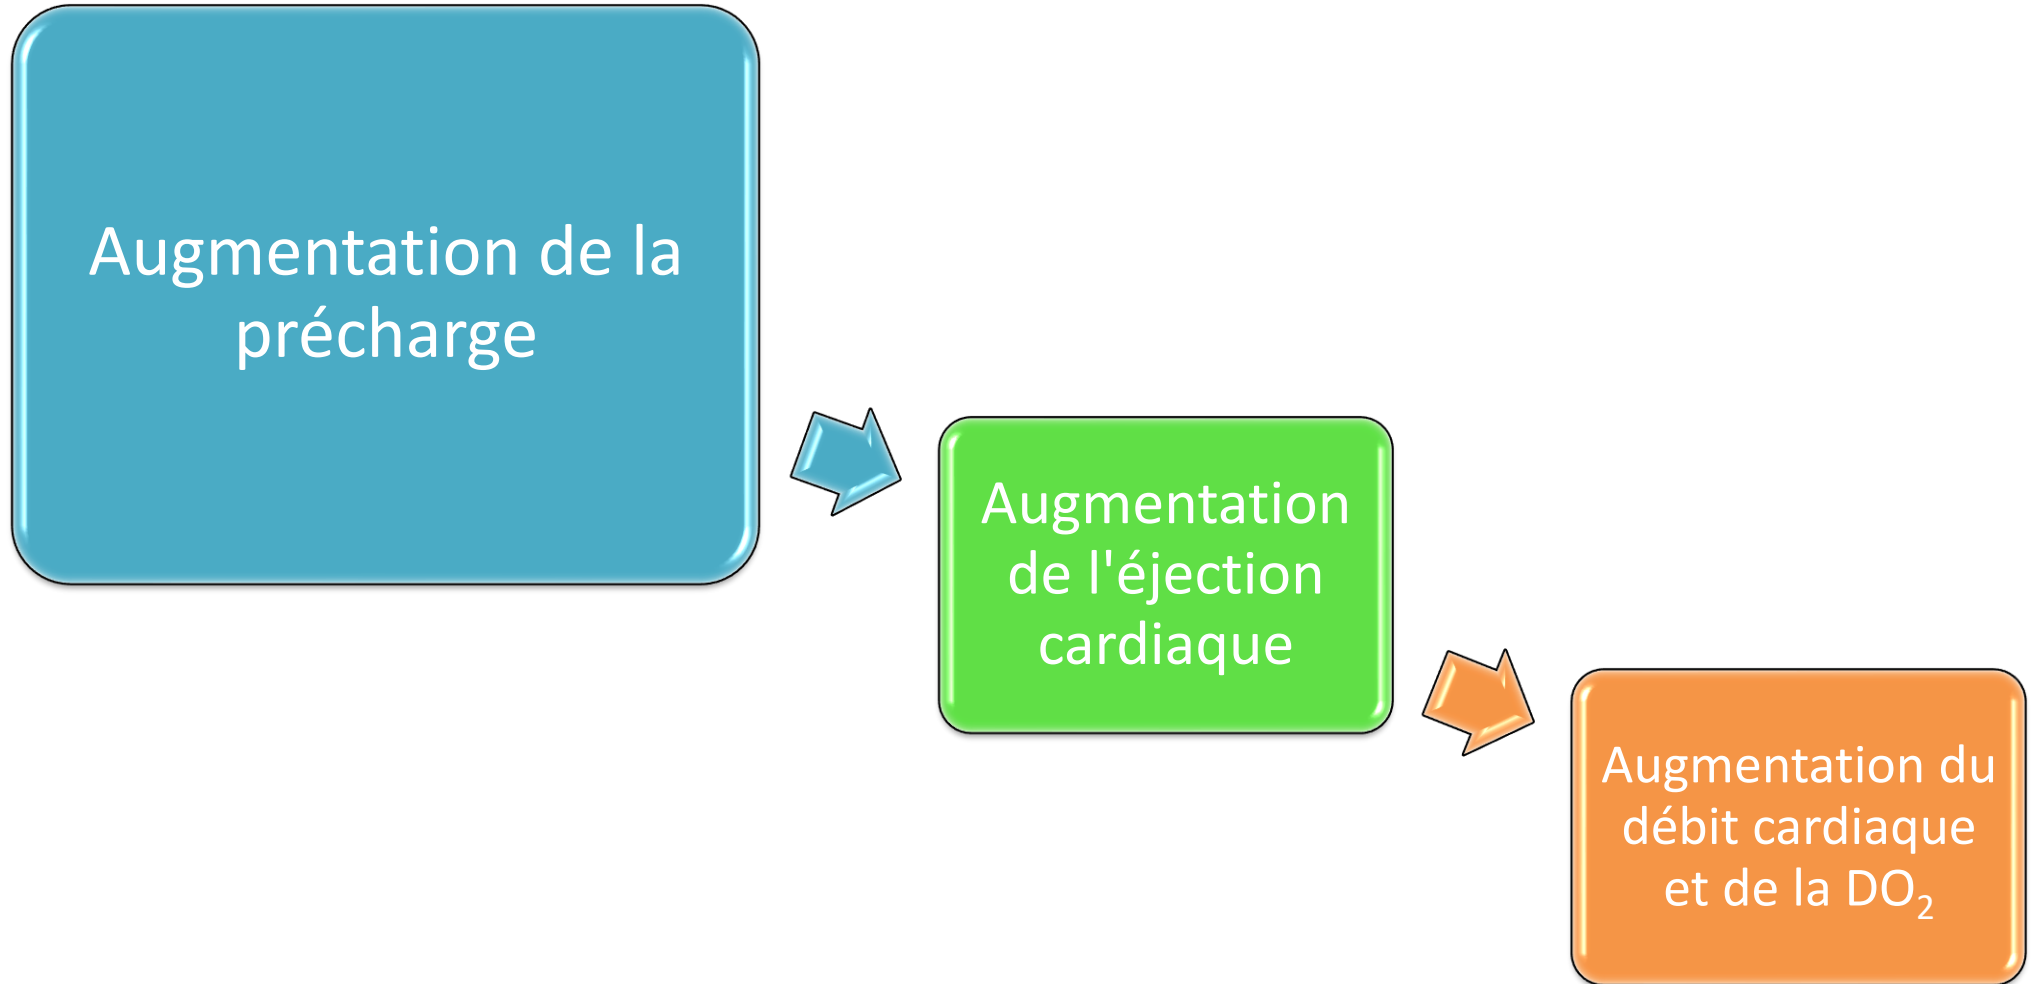 Augmentation de la
précharge
Augmentation
de l'éjection
cardiaque
Augmentation du
débit cardiaque
et de la DO₂